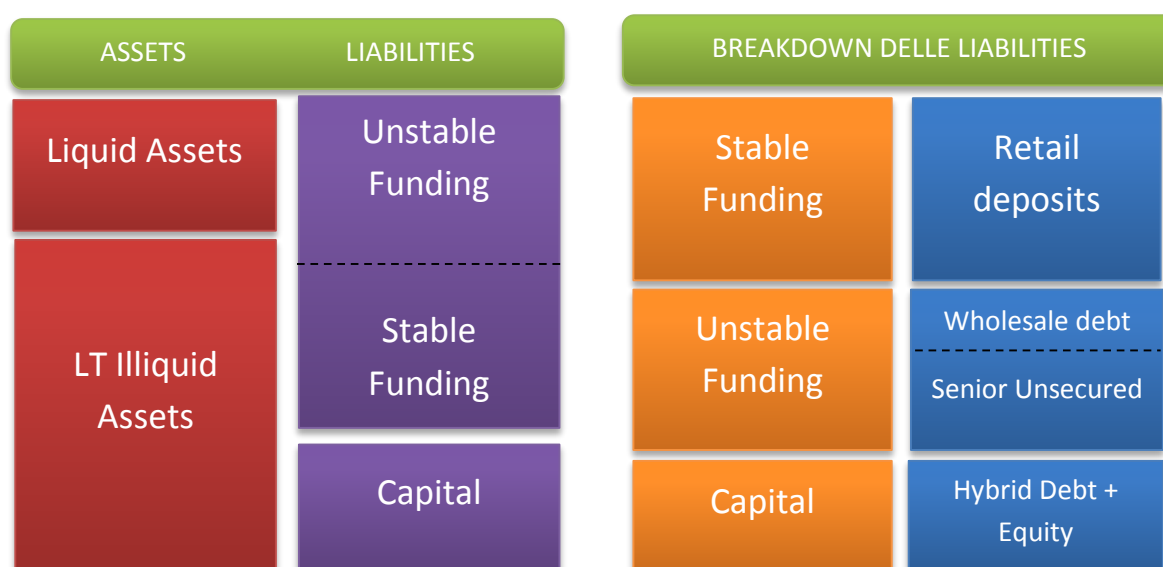 ASSETS
LIABILITIES
Liquid Assets
LT Illiquid
Assets
Unstable
Funding
Stable
Funding
Capital
BREAKDOWN DELLE LIABILITIES
Stable
Funding
Retail
deposits
Unstable
Funding
Wholesale debt
Senior Unsecured
Capital
Hybrid Debt +
Equity